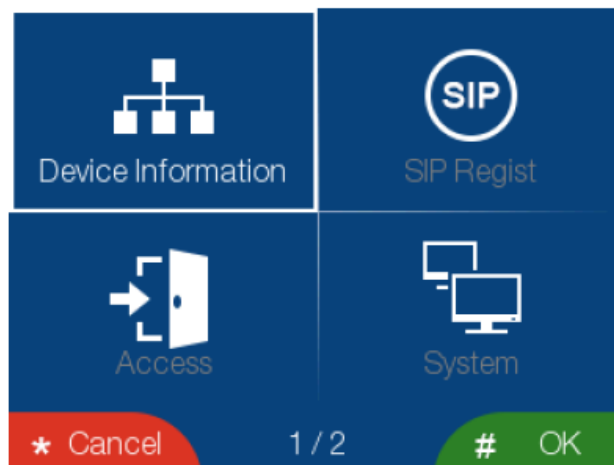 Device Information
SIP
SIP Regist
Access
System
* Cancel
1 / 2
# OK